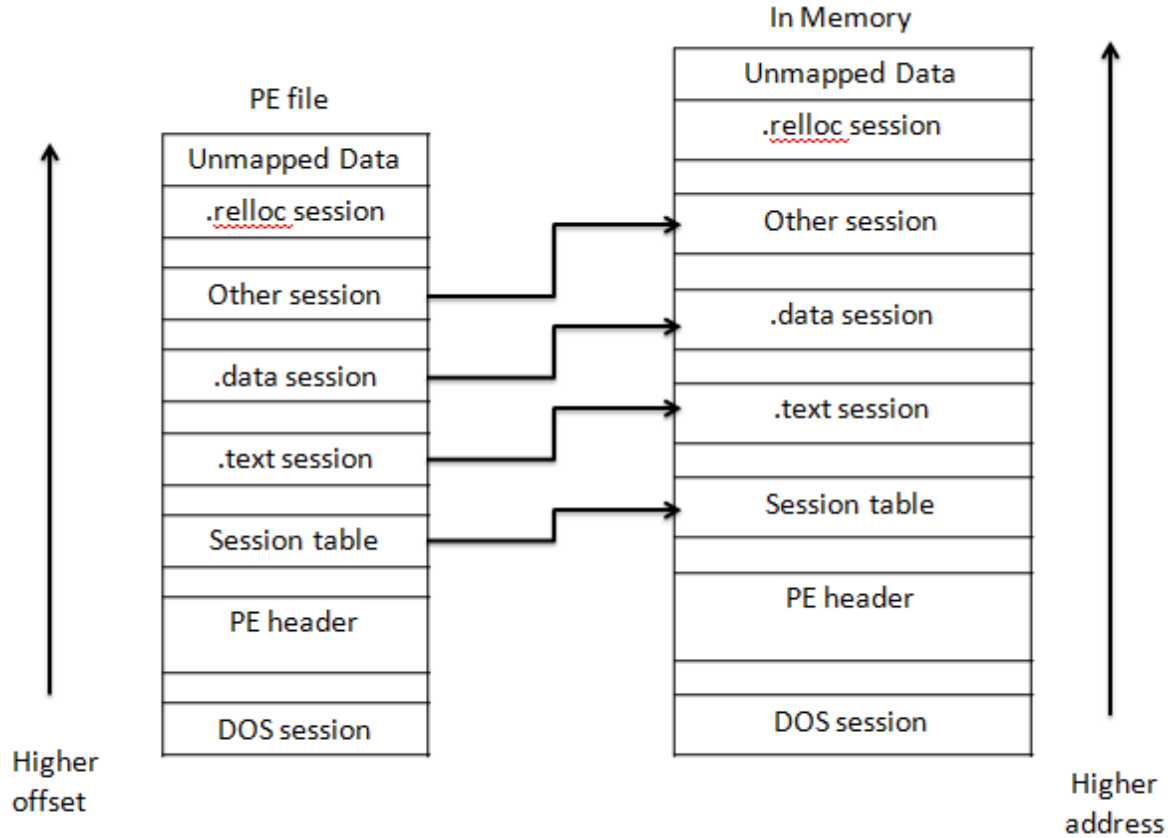 PE file
Unmapped Data
.relloc session
Other session
.data session
.text session
Session table
PE header
DOS session
Higher
offset
In Memory
Unmapped Data
.relloc session
Other session
.data session
.text session
Session table
PE header
DOS session
Higher
address